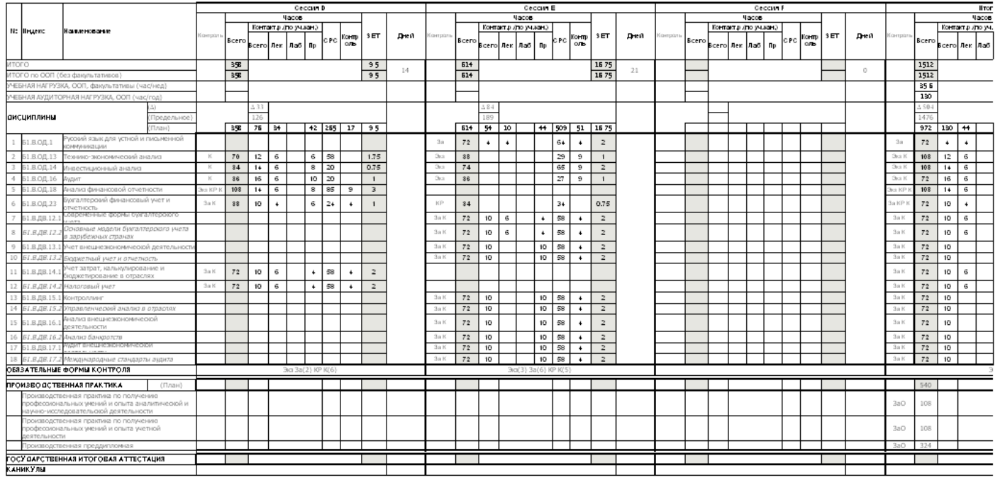 Сессия D Сессия E Сессия F Итог
Часов Часов Часов Часов
№ Индекс Наименование Контроль Всего Контакт.р.(по уч.зан.) СРС Контроль ЗЕТ Дней Контроль Всего Контакт.р.(по уч.зан.) СРС Контроль ЗЕТ Дней Контроль Всего Контакт.р.(по уч.зан.) СРС Контроль ЗЕТ Дней Контроль Всего Контакт.р.(по уч.
Всего Лек Лаб Пр Всего Лек Лаб Пр Всего Лек Лаб Пр Всего Лек Лаб
ИТОГО 358 9.5 14 614 16.75 21 0 1512
ИТОГО по ООП (без факультативов) 358 9.5 614 16.75 1512
УЧЕБНАЯ НАГРУЗКА, ООП, факультативы (час/нед) 35.6
УЧЕБНАЯ АУДИТОРНАЯ НАГРУЗКА, ООП (час/год) 130
ДИСЦИПЛИНЫ
(Δ) Δ 33 Δ 84 Δ 504
(Предельное) 126 189 1476
(План) 358 76 34 42 265 17 9.5 614 54 10 44 509 51 16.75 972 130 44
1 Б1.В.ОД.1 Русский язык для устной и письменной коммуникации За 72 4 4 64 2 За 72 4 4
2 Б1.В.ОД.13 Технико-экономический анализ К 70 12 6 6 58 1.75 Экз 38 29 9 1 Экз К 108 12 6
3 Б1.В.ОД.14 Инвестиционный анализ К 34 14 6 8 20 0.75 Экз 74 65 9 2 Экз К 108 14 6
4 Б1.В.ОД.16 Аудит К 36 16 6 10 20 1 Экз 36 27 9 1 Экз К 72 16 6
5 Б1.В.ОД.18 Анализ финансовой отчетности Экз КР К 108 14 6 8 85 9 3 Экз КР К 108 14 6
6 Б1.В.ОД.23 Бухгалтерский финансовый учет и отчетность За К 38 10 4 6 24 4 1 КР 34 34 0.75 За КР К 72 10 4
7 Б1.В.ДВ.12.1 Современные формы бухгалтерского учета За К 72 10 6 4 58 4 2 За К 72 10 6
8 Б1.В.ДВ.12.2 Основные модели бухгалтерского учета в зарубежных странах За К 72 10 6 4 58 4 2 За К 72 10 6
9 Б1.В.ДВ.13.1 Учет внешнеэкономической деятельности За К 72 10 10 58 4 2 За К 72 10
10 Б1.В.ДВ.13.2 Бюджетный учет и отчетность За К 72 10 10 58 4 2 За К 72 10
11 Б1.В.ДВ.14.1 Учет затрат, калькулирование и бюджетирование в отраслях За К 72 10 6 4 58 4 2 За К 72 10 6
12 Б1.В.ДВ.14.2 Налоговый учет За К 72 10 6 4 58 4 2 За К 72 10 6
13 Б1.В.ДВ.15.1 Контроллинг За К 72 10 10 58 4 2 За К 72 10
14 Б1.В.ДВ.15.2 Управленческий анализ в отраслях За К 72 10 10 58 4 2 За К 72 10
15 Б1.В.ДВ.16.1 Анализ внешнеэкономической деятельности За К 72 10 10 58 4 2 За К 72 10
16 Б1.В.ДВ.16.2 Анализ банкротств За К 72 10 10 58 4 2 За К 72 10
17 Б1.В.ДВ.17.1 Аудит внешнеэкономической деятельности За К 72 10 10 58 4 2 За К 72 10
18 Б1.В.ДВ.17.2 Международные стандарты аудита За К 72 10 10 58 4 2 За К 72 10
ОБЯЗАТЕЛЬНЫЕ ФОРМЫ КОНТРОЛЯ Экз За(2) КР К(6) Экз(3) За(6) КР К(5) Э
ПРОИЗВОДСТВЕННАЯ ПРАКТИКА (План) 540
Производственная практика по получению
профессиональных умений и опыта аналитической и
научно-исследовательской деятельности ЗаО 108
Производственная практика по получению
профессиональных умений и опыта учетной
деятельности ЗаО 108
Производственная преддипломная ЗаО 324
ГОСУДАРСТВЕННАЯ ИТОГОВАЯ АТТЕСТАЦИЯ
КАНИКУЛЫ